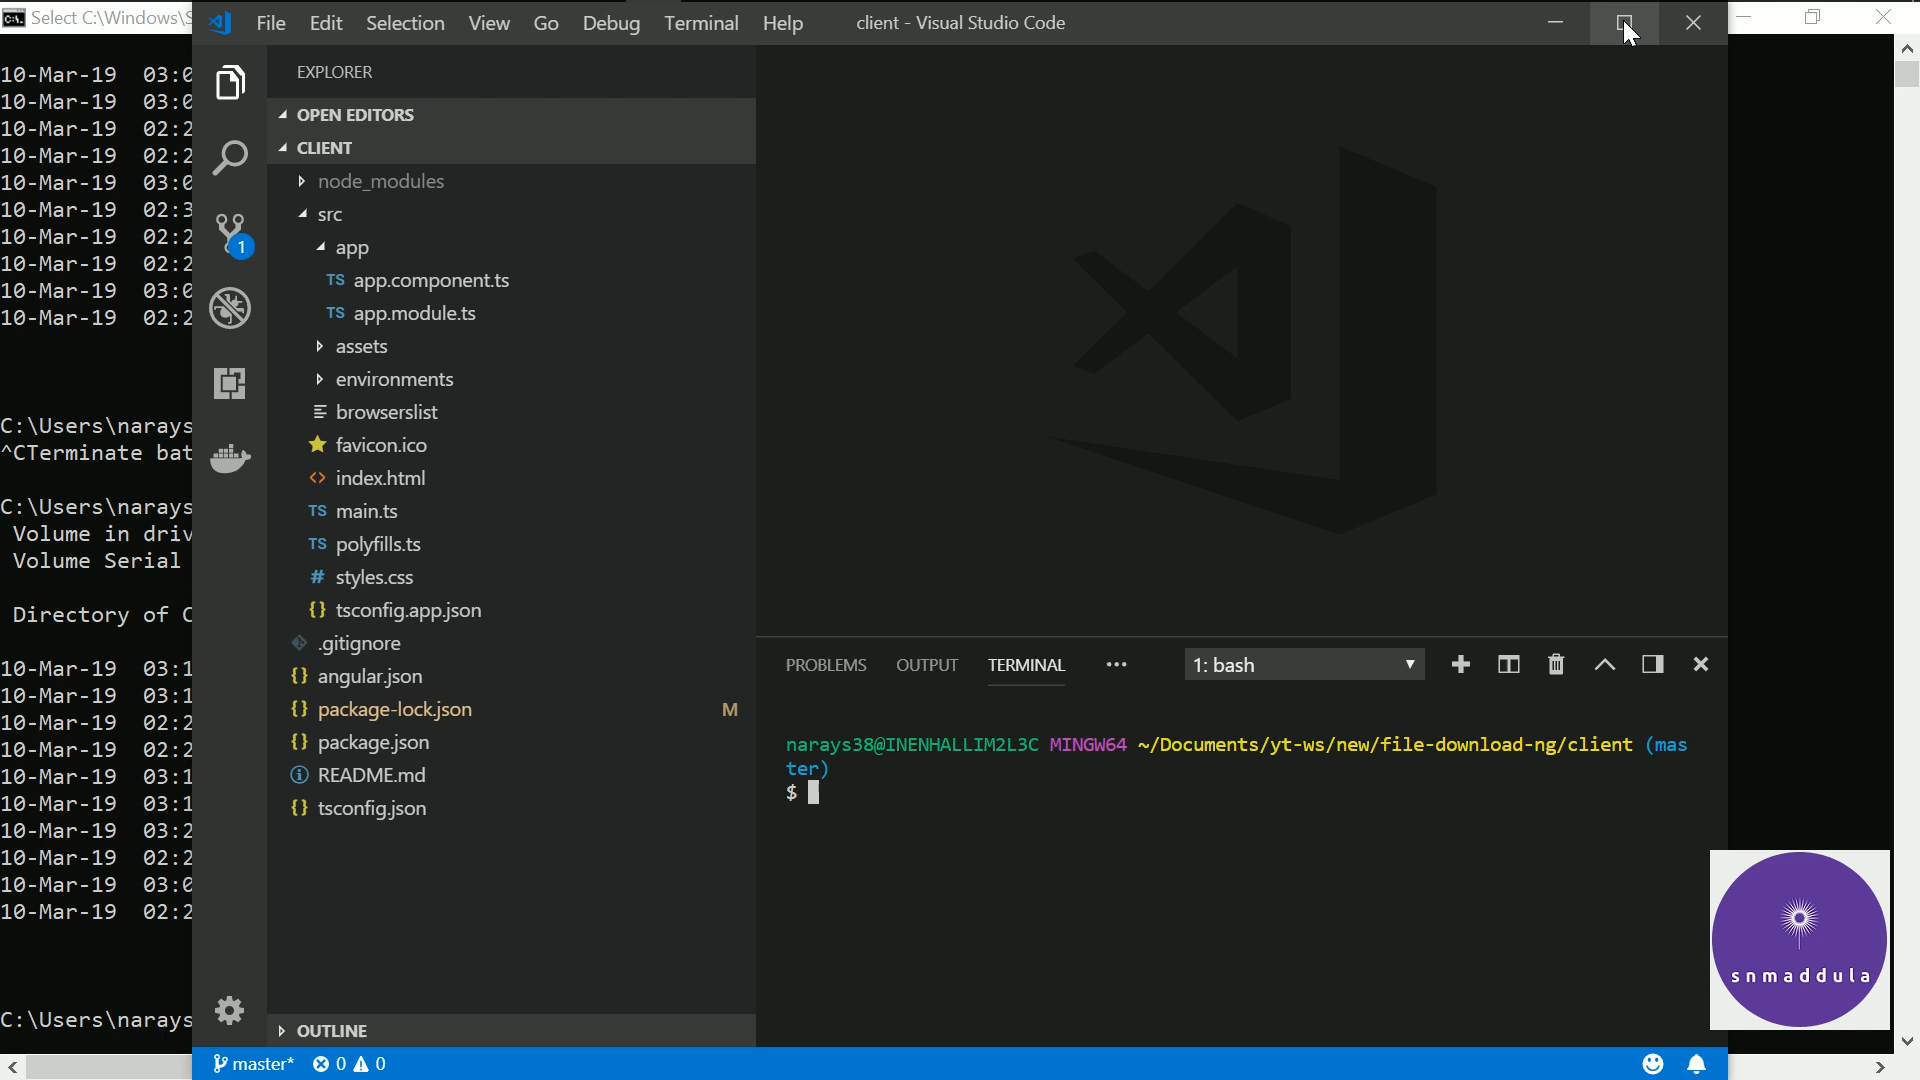 Select C:\Windows\S
File Edit Selection View Go Debug Terminal Help client - Visual Studio Code
10-Mar-19 03:0
10-Mar-19 03:0
10-Mar-19 02:2
10-Mar-19 02:2
10-Mar-19 03:0
10-Mar-19 02:3
10-Mar-19 02:2
10-Mar-19 02:2
10-Mar-19 03:0
10-Mar-19 02:2
C:\Users\narays
^CTerminate bat
C:\Users\narays
Volume in driv
Volume Serial
Directory of C
10-Mar-19 03:1
10-Mar-19 03:1
10-Mar-19 02:2
10-Mar-19 02:2
10-Mar-19 03:1
10-Mar-19 03:1
10-Mar-19 03:2
10-Mar-19 02:2
10-Mar-19 03:0
10-Mar-19 02:2
C:\Users\narays
1
EXPLORER
OPEN EDITORS
CLIENT
node_modules
src
app
TS app.component.ts
TS app.module.ts
assets
environments
browserslist
favicon.ico
<> index.html
TS main.ts
TS polyfills.ts
# styles.css
{} tsconfig.app.json
.gitignore
{} angular.json
{} package-lock.json M
{} package.json
README.md
{} tsconfig.json
OUTLINE
PROBLEMS OUTPUT TERMINAL ••• 1: bash
narays38@INENHALLIM2L3C MINGW64 ~/Documents/yt-ws/new/file-download-ng/client (mas
ter)
$
snmaddula
master* 0 0